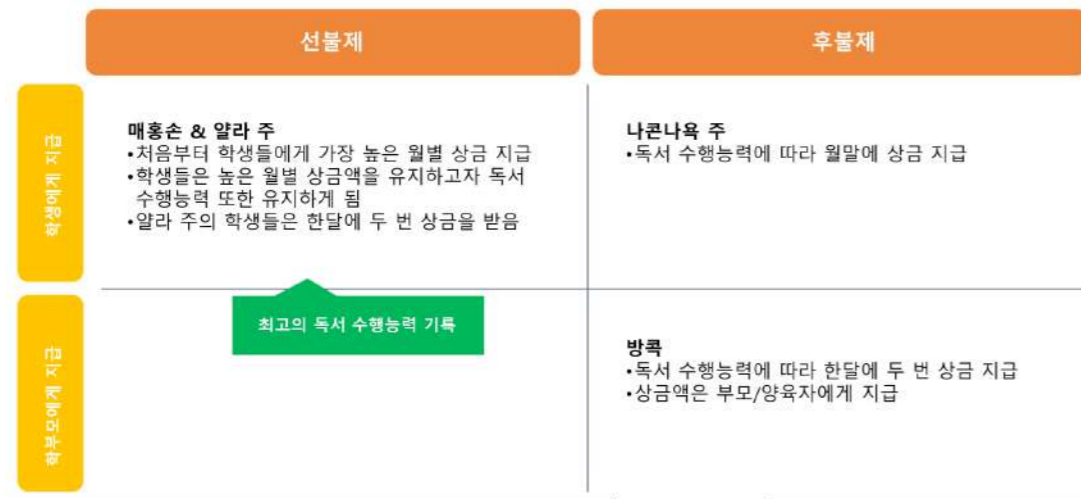 선불제
후불제
학생에게 지급
매홍손 & 얄라 주
•처음부터 학생들에게 가장 높은 월별 상금 지급
•학생들은 높은 월별 상금액을 유지하고자 독서
수행능력 또한 유지하게 됨
•얄라 주의 학생들은 한달에 두 번 상금을 받음
나콘나욕 주
•독서 수행능력에 따라 월말에 상금 지급
최고의 독서 수행능력 기록
학부모에게 지급
방콕
•독서 수행능력에 따라 한달에 두 번 상금 지급
•상금액은 부모/양육자에게 지급